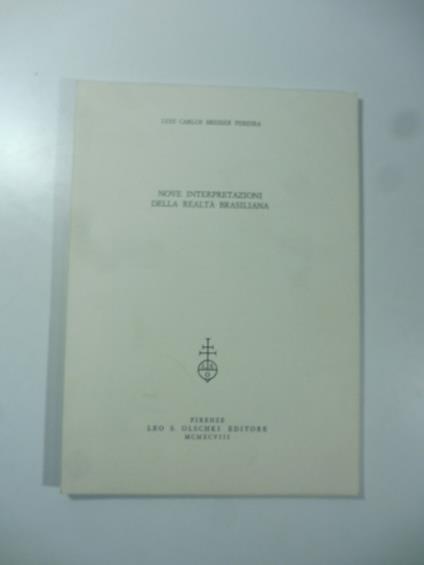 LUIZ CARLOS BRESSER PEREIRA
NOVE INTERPRETAZIONI
DELLA REALTÀ BRASILIANA
FIRENZE
LEO S. OLSCHKI EDITORE
MCMXCVIII